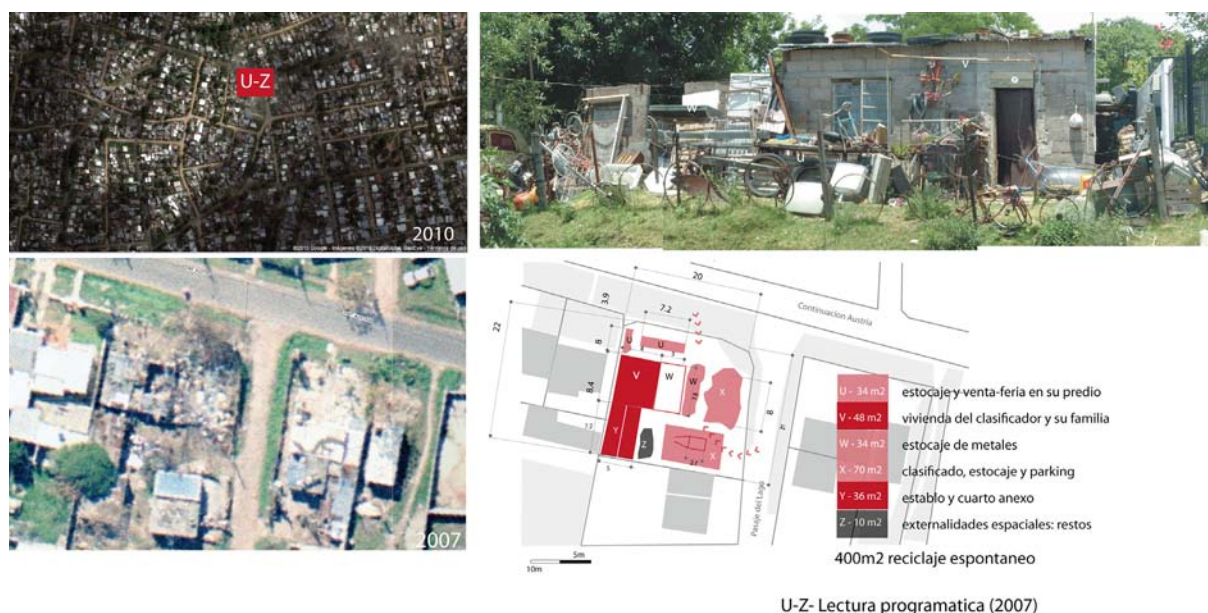 U-Z
2010
V
W
U
2007
20
Continuacion Austria
3.9
7.2
22
8
U
U
V
W
W
X
8.4
8
Y
Z
X
5
Pasaje del Lago
5m
10m
U - 34 m2 estocaje y venta-feria en su predio
V - 48 m2 vivienda del clasificador y su familia
W - 34 m2 estocaje de metales
X - 70 m2 clasificado, estocaje y parking
Y - 36 m2 establo y cuarto anexo
Z - 10 m2 externalidades espaciales: restos
400m2 reciclaje espontaneo
U-Z- Lectura programatica (2007)